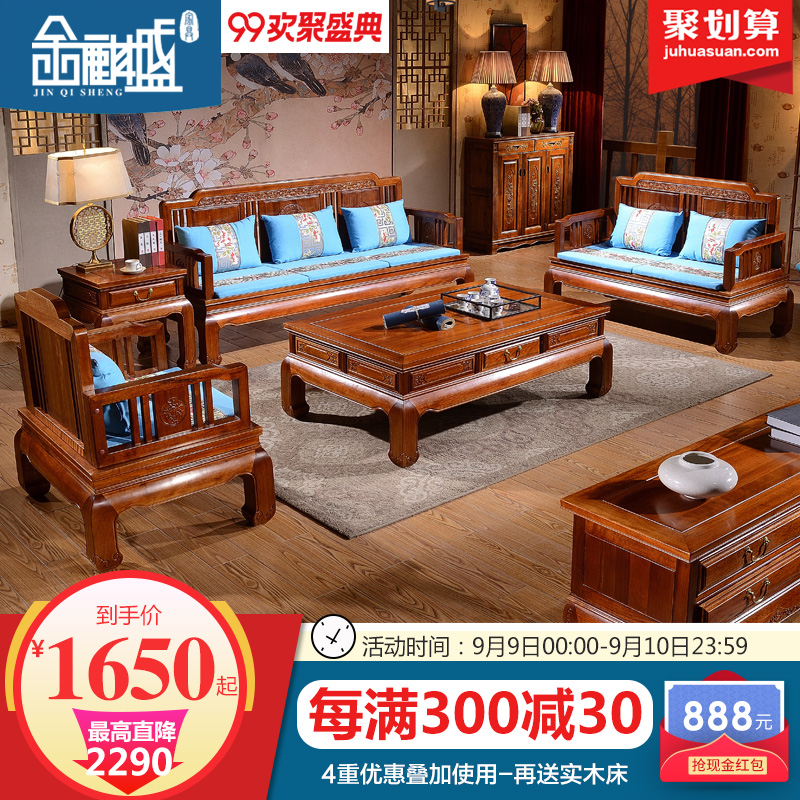 金麒盛
家具
JIN QI SHENG
99欢聚盛典
聚划算
juhuasuan.com
到手价
¥1650起
最高直降
2290
活动时间：9月9日00:00-9月10日23:59
每满300减30
4重优惠叠加使用-再送实木床
888元
抢现金红包